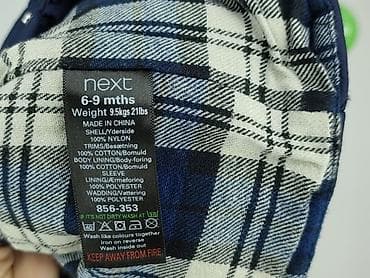 next
6-9 mths
Weight 9.5kgs 21lbs
MADE IN CHINA
SHELL/Yderside
100% NYLON
TRIMS/Besætning
100% COTTON/Bomuld
BODY LINING/Body-foring
100% COTTON/Bomuld
SLEEVE
LINING/Ærmeforing
100% POLYESTER
WADDING/Vattering
100% POLYESTER
856-353
IF IT'S NOT DIRTY WASH AT 30
Wash like colours together
iron on reverse
Wash inside out
KEEP AWAY FROM FIRE